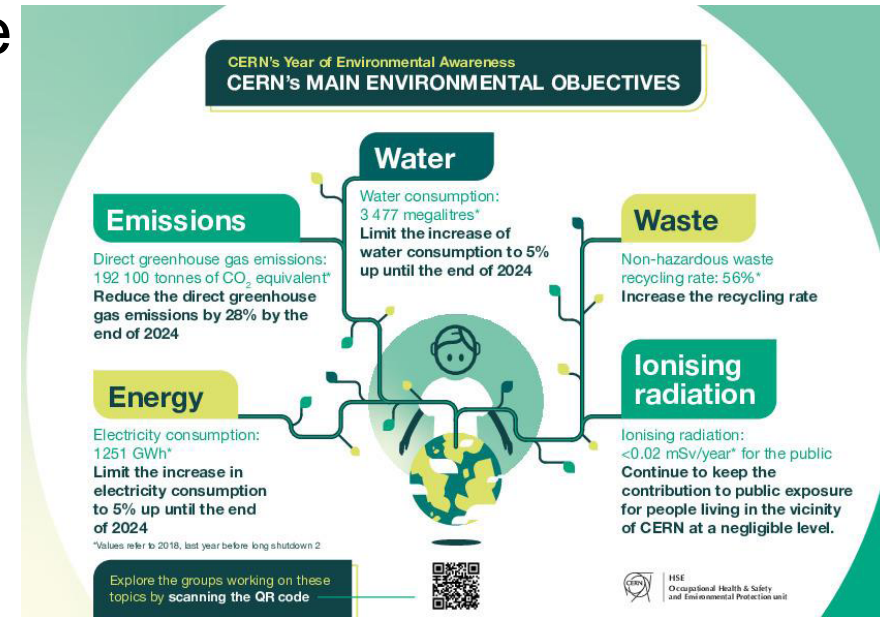 e
CERN's Year of Environmental Awareness
CERN's MAIN ENVIRONMENTAL OBJECTIVES
Water
Water consumption:
3 477 megalitres*
Limit the increase of
water consumption to 5%
up until the end of 2024
Emissions
Direct greenhouse gas emissions:
192 100 tonnes of CO₂ equivalent*
Reduce the direct greenhouse
gas emissions by 28% by the
end of 2024
Waste
Non-hazardous waste
recycling rate: 56%*
Increase the recycling rate
Energy
Electricity consumption:
1251 GWh*
Limit the increase in
electricity consumption
to 5% up until the end
of 2024
*Values refer to 2018, last year before long shutdown 2
Ionising
radiation
Ionising radiation:
<0.02 mSv/year* for the public
Continue to keep the
contribution to public exposure
for people living in the vicinity
of CERN at a negligible level.
Explore the groups working on these
topics by scanning the QR code
CERN
HSE
Occupational Health & Safety
and Environmental Protection unit